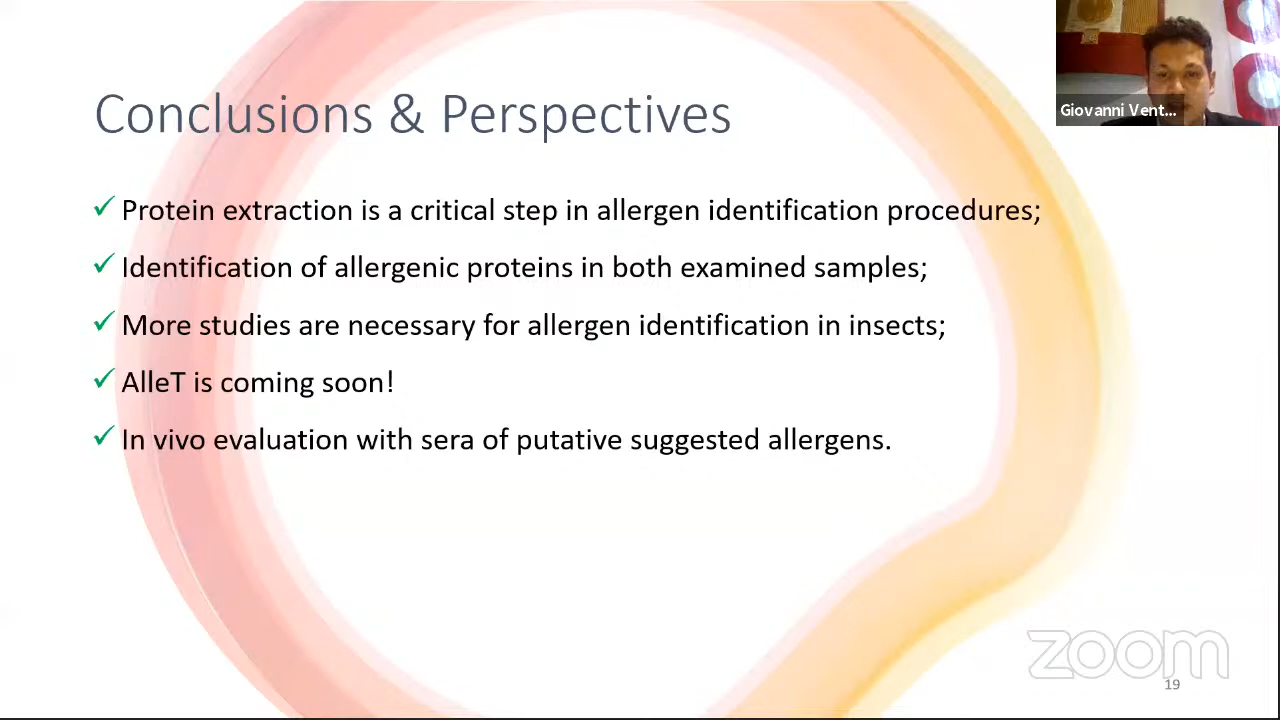 Giovanni Vent...
Conclusions & Perspectives
✓ Protein extraction is a critical step in allergen identification procedures;
✓ Identification of allergenic proteins in both examined samples;
✓ More studies are necessary for allergen identification in insects;
✓ AlleT is coming soon!
✓ In vivo evaluation with sera of putative suggested allergens.
zoom
19